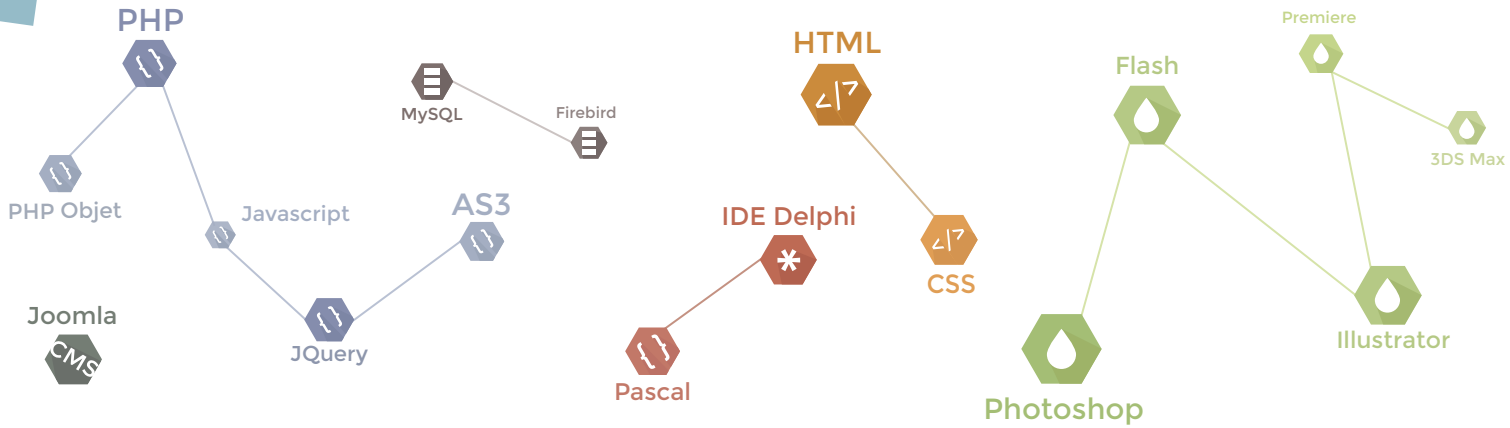 PHP
PHP Objet
Javascript
AS3
JQuery
Joomla
CMS
MySQL
Firebird
HTML
</>
CSS
</>
IDE Delphi
*
Pascal
Flash
Premiere
3DS Max
Illustrator
Photoshop